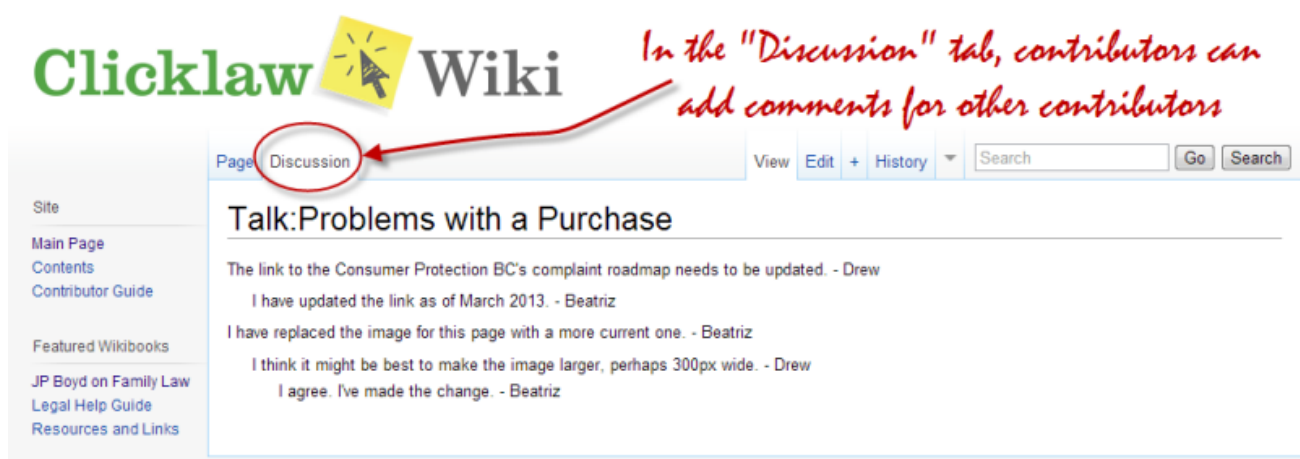 Clicklaw Wiki
In the "Discussion" tab, contributors can
add comments for other contributors
Page Discussion View Edit + History Search Go Search
Site
Main Page
Contents
Contributor Guide
Featured Wikibooks
JP Boyd on Family Law
Legal Help Guide
Resources and Links
Talk:Problems with a Purchase
The link to the Consumer Protection BC's complaint roadmap needs to be updated. - Drew
I have updated the link as of March 2013. - Beatriz
I have replaced the image for this page with a more current one. - Beatriz
I think it might be best to make the image larger, perhaps 300px wide. - Drew
I agree. I've made the change. - Beatriz